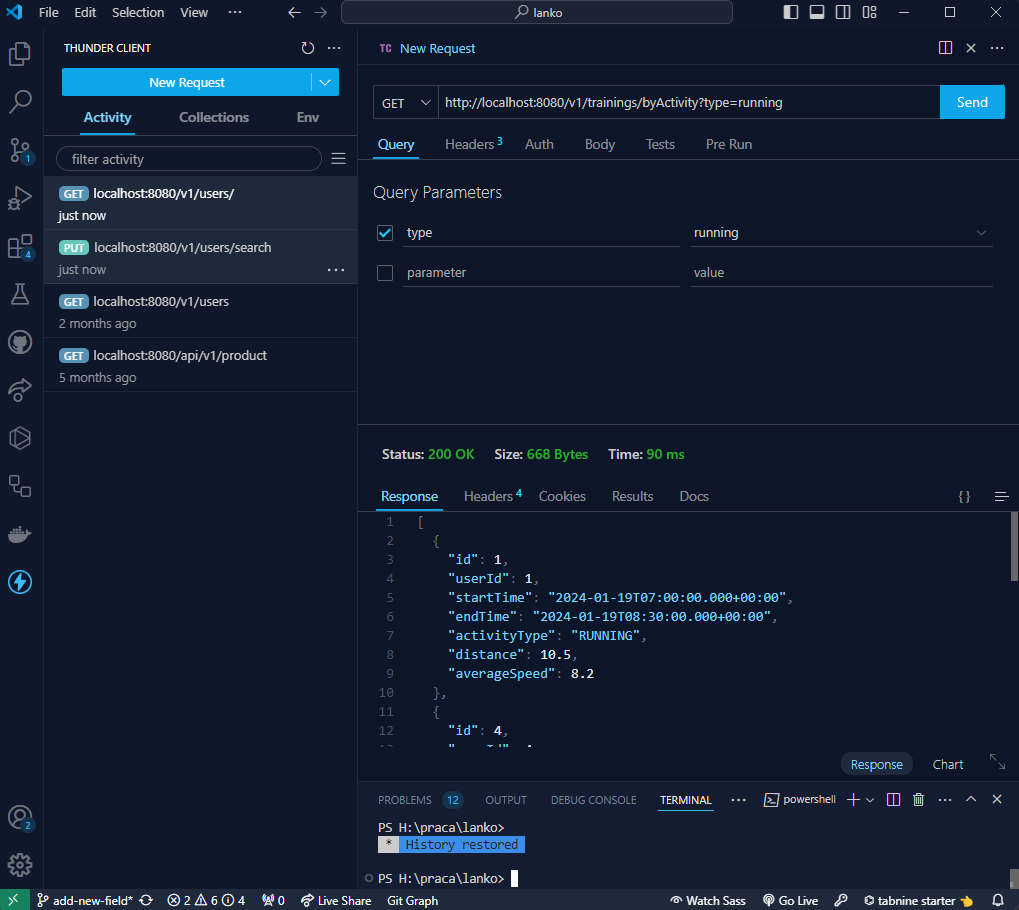 File Edit Selection View ··· lanko
THUNDER CLIENT
New Request
Activity Collections Env
filter activity
GET localhost:8080/v1/users/
just now
PUT localhost:8080/v1/users/search
just now
GET localhost:8080/v1/users
2 months ago
GET localhost:8080/api/v1/product
5 months ago
1
4
2
TC New Request
GET http://localhost:8080/v1/trainings/byActivity?type=running Send
Query Headers 3 Auth Body Tests Pre Run
Query Parameters
type running
parameter value
Status: 200 OK Size: 668 Bytes Time: 90 ms
Response Headers 4 Cookies Results Docs {}
1 [
2 {
3 "id": 1,
4 "userId": 1,
5 "startTime": "2024-01-19T07:00:00.000+00:00",
6 "endTime": "2024-01-19T08:30:00.000+00:00",
7 "activityType": "RUNNING",
8 "distance": 10.5,
9 "averageSpeed": 8.2
10 },
11 {
12 "id": 4,
Response Chart
PROBLEMS 12 OUTPUT DEBUG CONSOLE TERMINAL ··· powershell
PS H:\praca\lanko>
* History restored
PS H:\praca\lanko>
add-new-field* 2 6 4 0 Live Share Git Graph Watch Sass Go Live tabnine starter